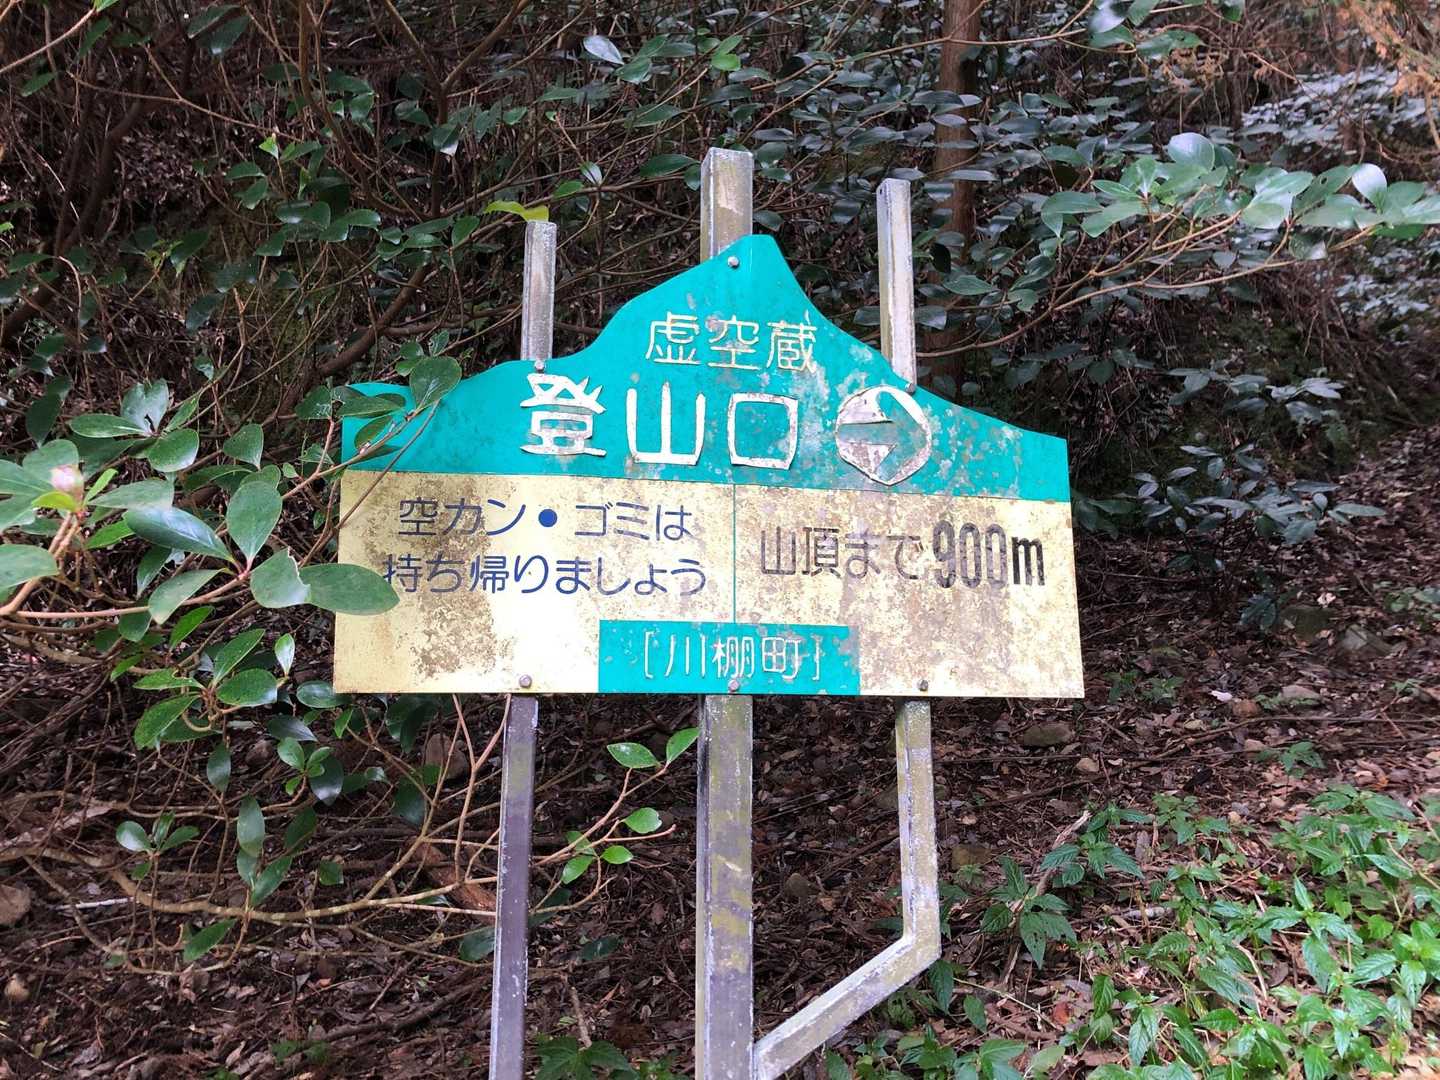 虚空蔵
登山口 →
空カン・ゴミは
持ち帰りましょう
山頂まで900m
[川棚町]